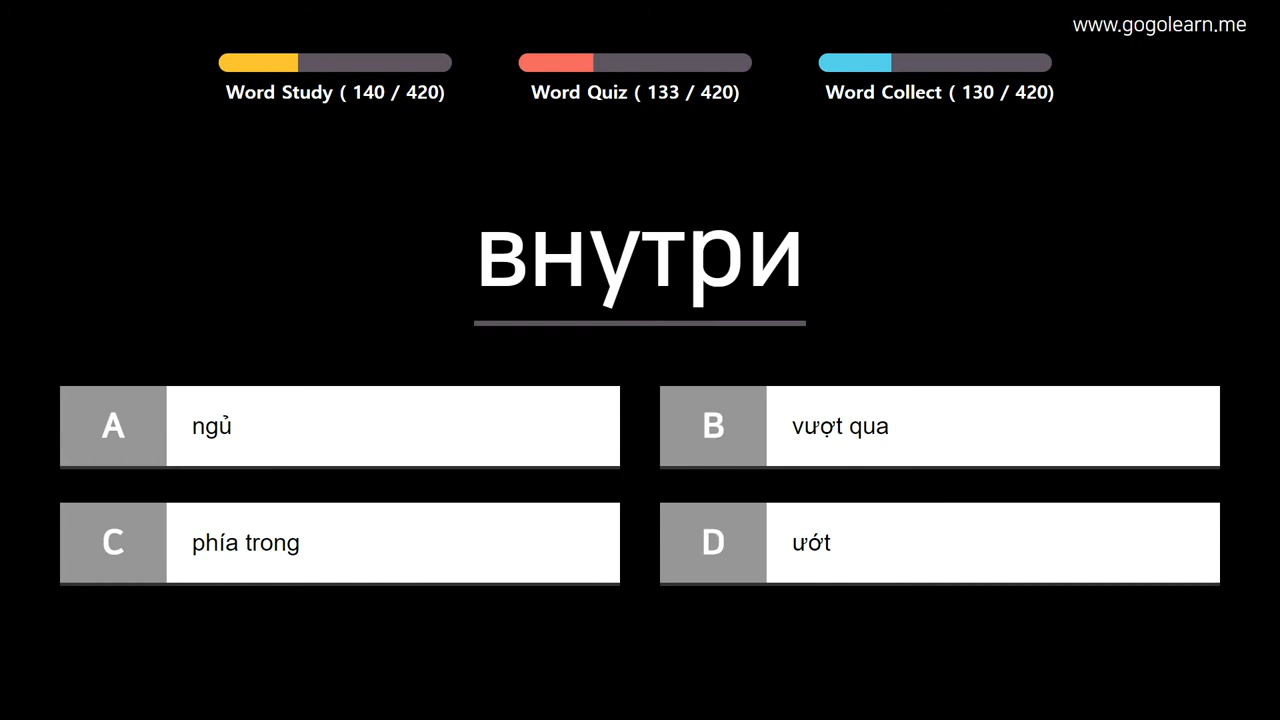 www.gogolearn.me
Word Study ( 140 / 420)
Word Quiz ( 133 / 420)
Word Collect ( 130 / 420)
внутри
A ngủ
B vượt qua
C phía trong
D ướt